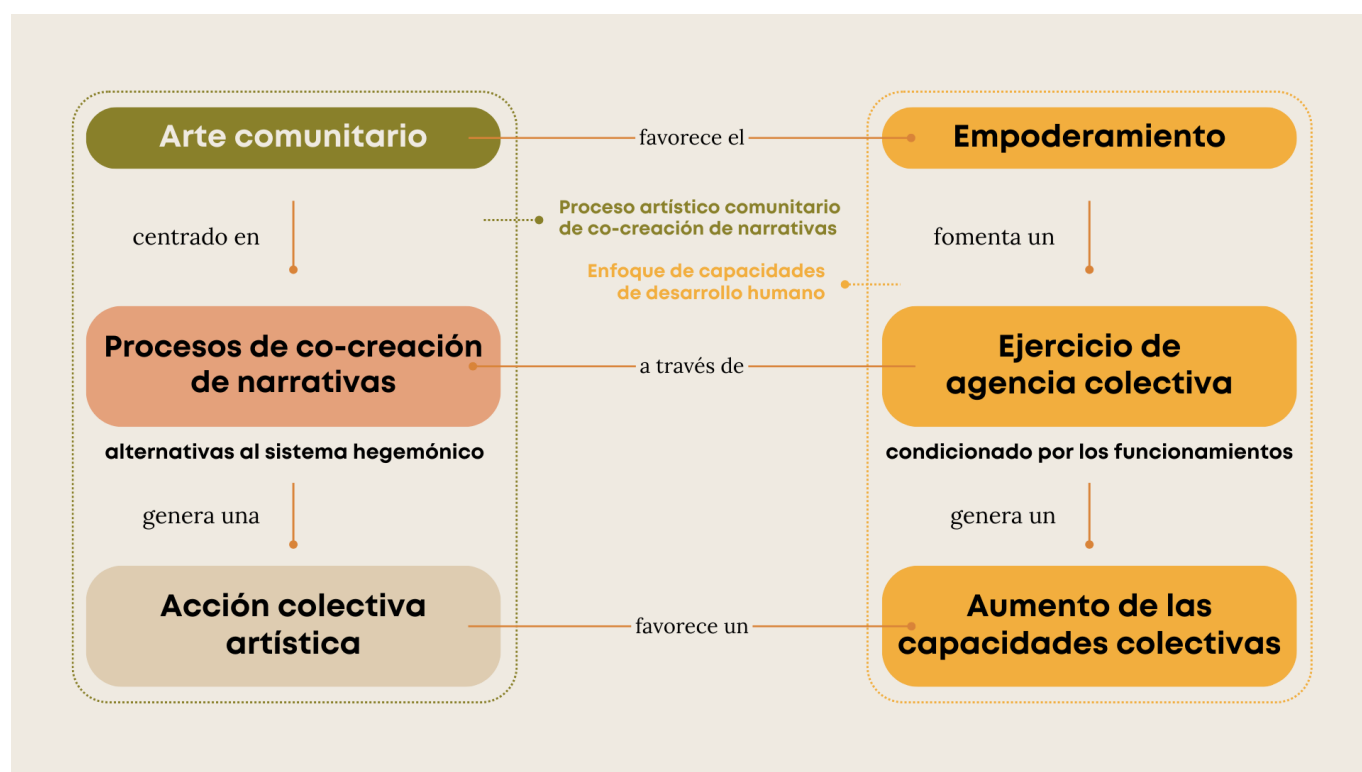 Arte comunitario
favorece el
Empoderamiento
centrado en
Proceso artístico comunitario
de co-creación de narrativas
fomenta un
Enfoque de capacidades
de desarrollo humano
Procesos de co-creación
de narrativas
a través de
Ejercicio de
agencia colectiva
alternativas al sistema hegemónico
condicionado por los funcionamientos
genera una
genera un
Acción colectiva
artística
favorece un
Aumento de las
capacidades colectivas